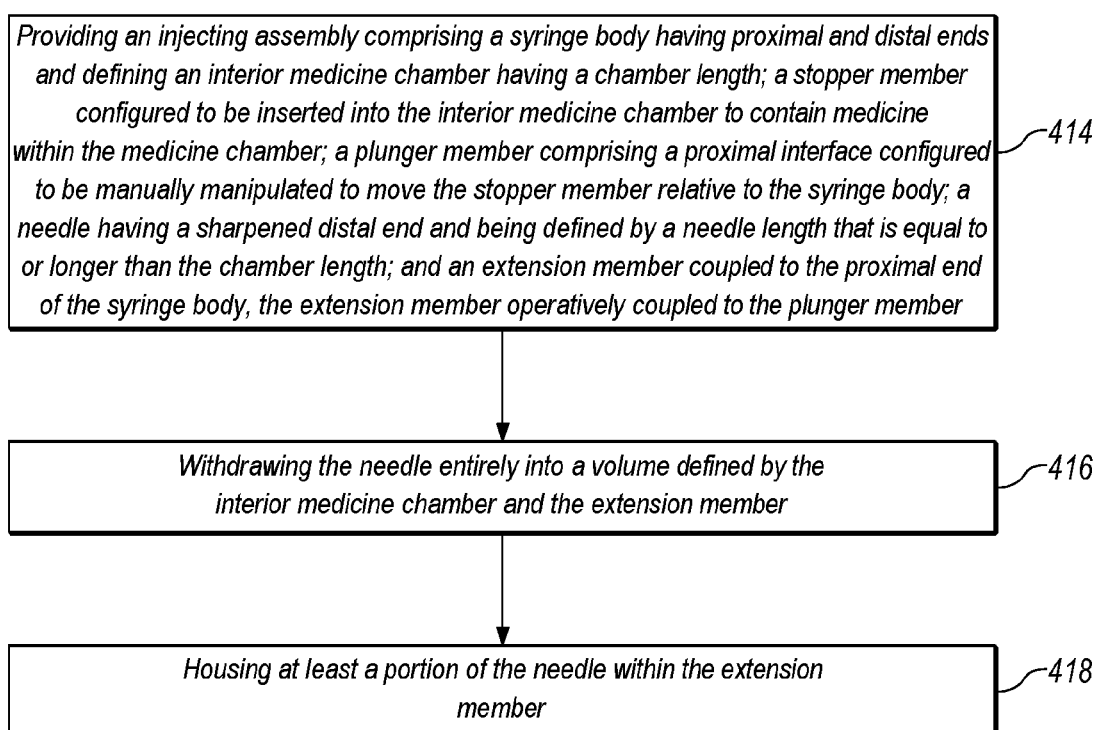 Providing an injecting assembly comprising a syringe body having proximal and distal ends
and defining an interior medicine chamber having a chamber length; a stopper member
configured to be inserted into the interior medicine chamber to contain medicine
within the medicine chamber; a plunger member comprising a proximal interface configured
to be manually manipulated to move the stopper member relative to the syringe body; a
needle having a sharpened distal end and being defined by a needle length that is equal to
or longer than the chamber length; and an extension member coupled to the proximal end
of the syringe body, the extension member operatively coupled to the plunger member
414
Withdrawing the needle entirely into a volume defined by the
interior medicine chamber and the extension member
416
Housing at least a portion of the needle within the extension
member
418